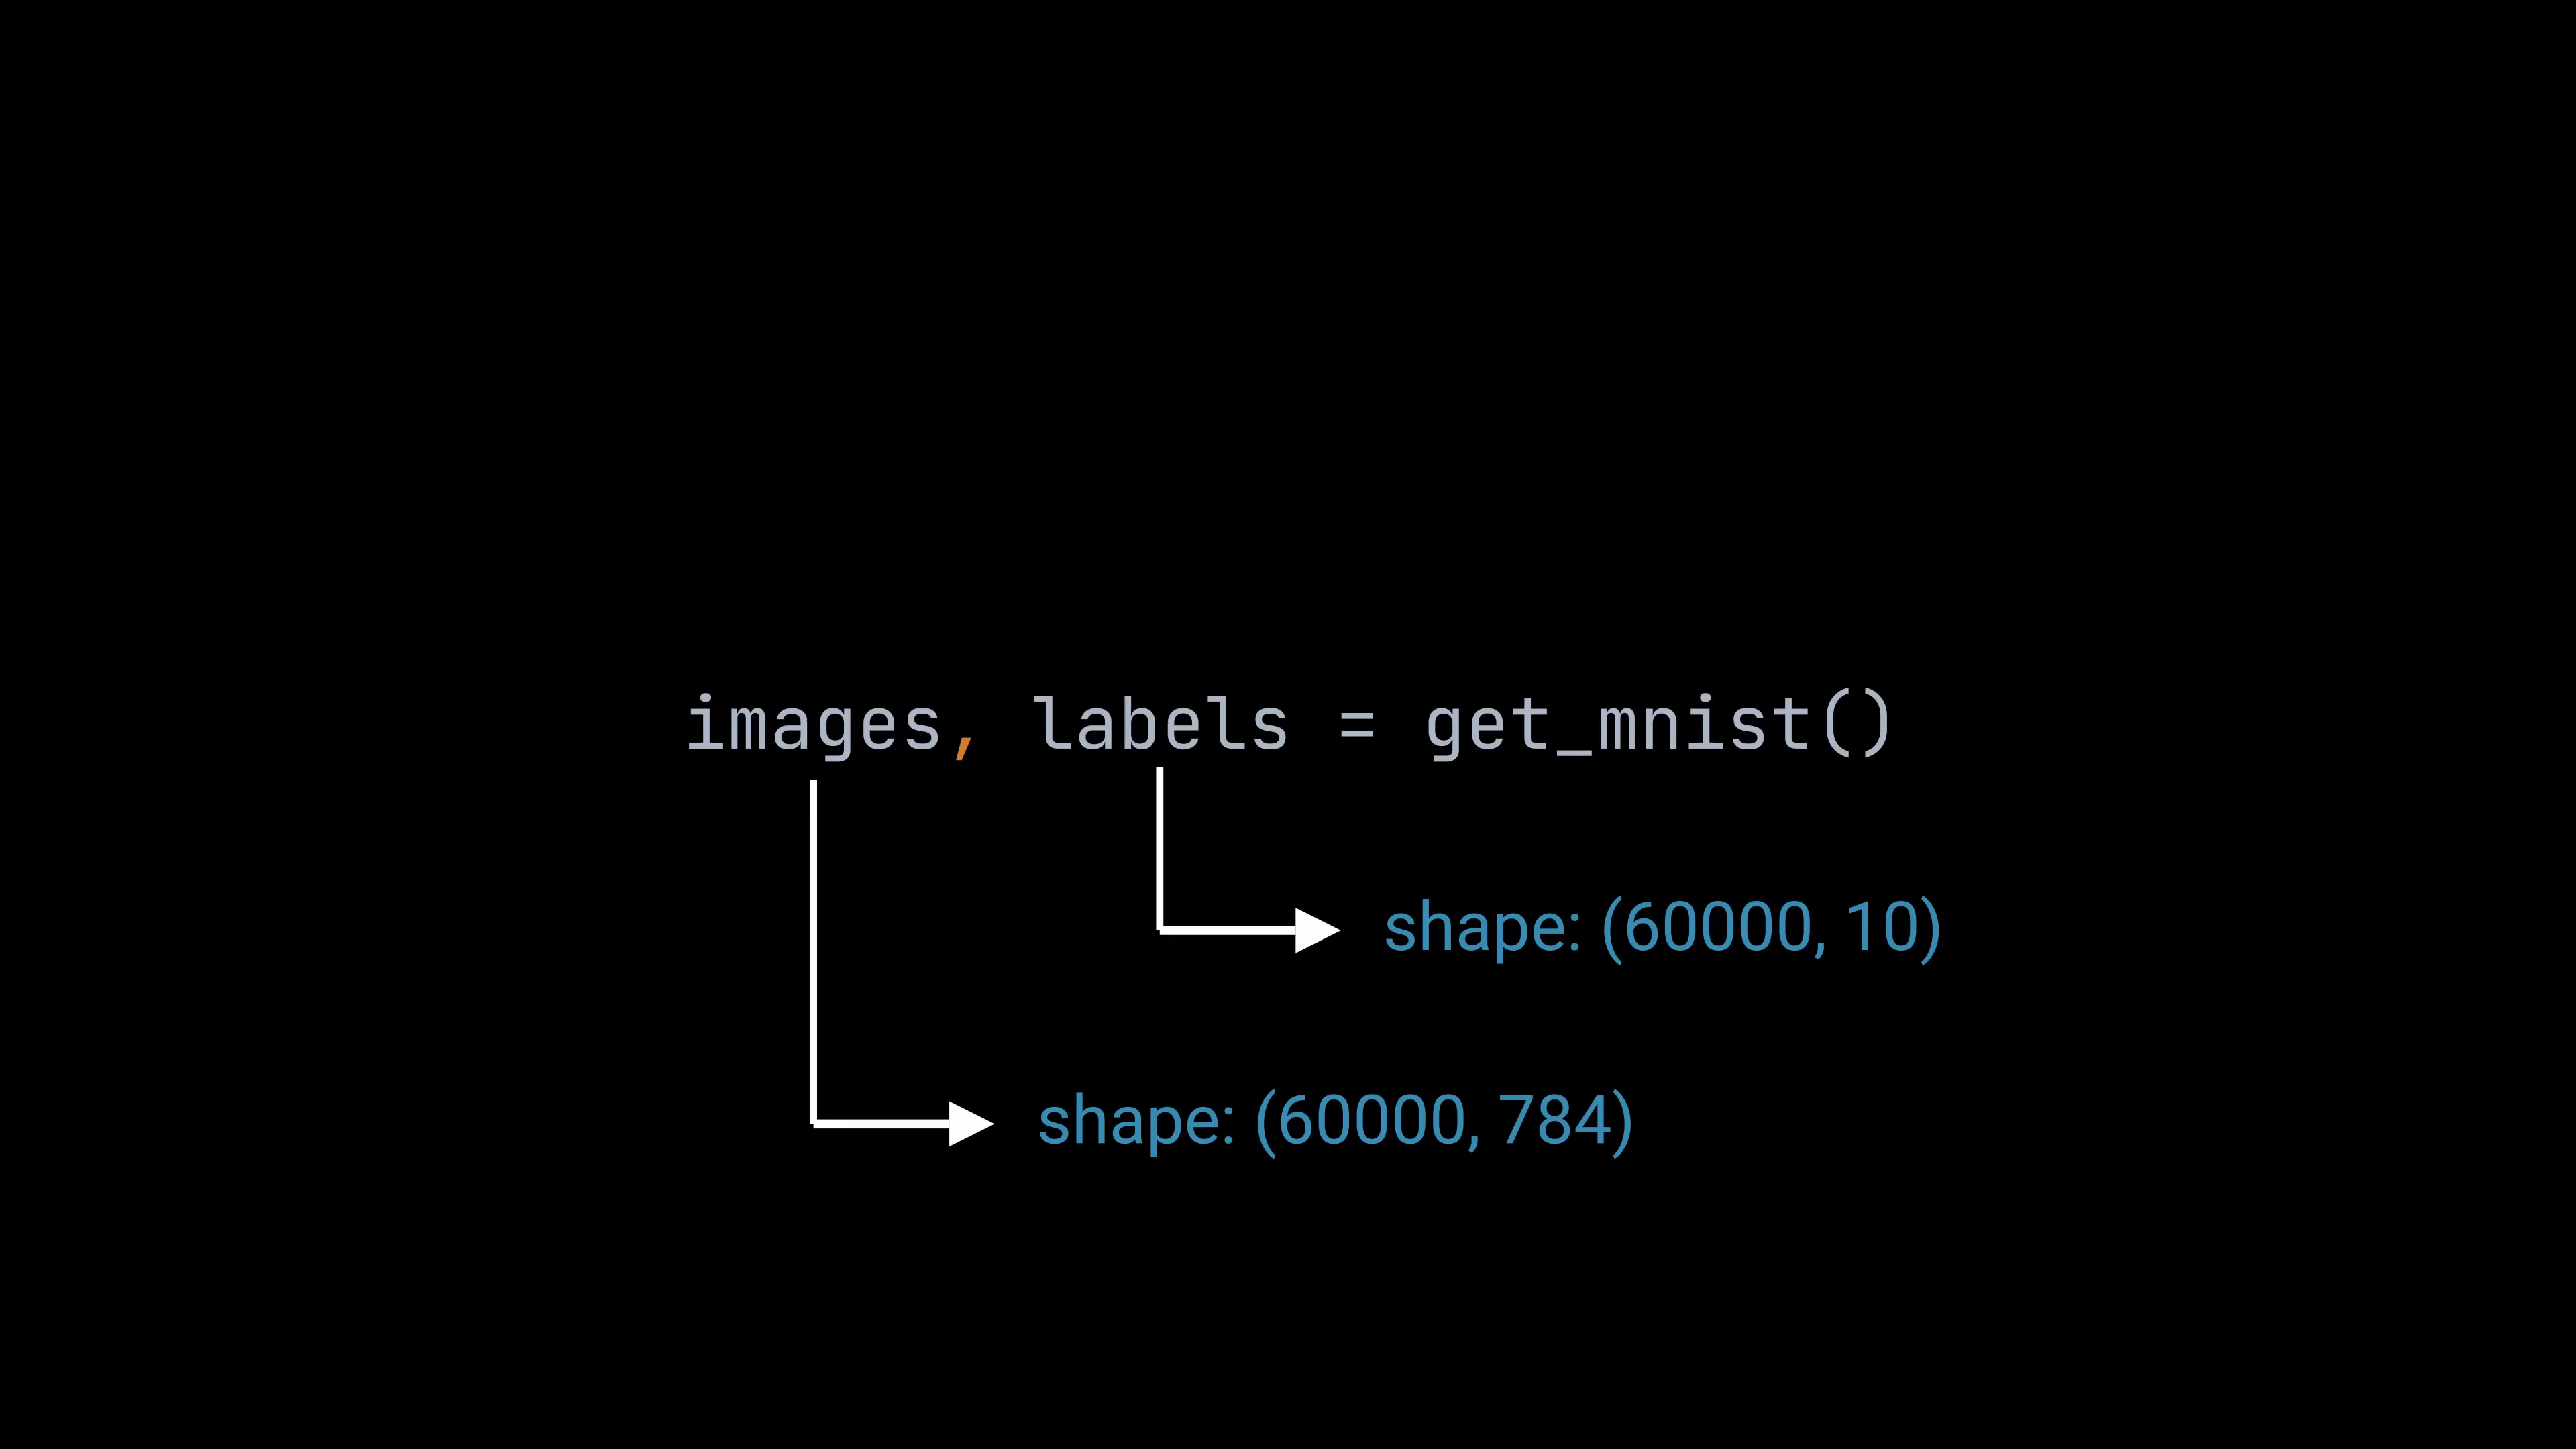 images, labels = get_mnist()
shape: (60000, 10)
shape: (60000, 784)